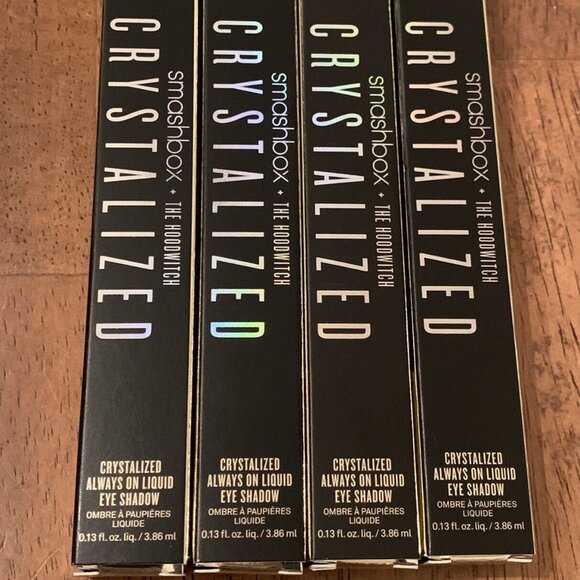 smashbox + THE HOODWITCH
CRYSTALIZED
CRYSTALIZED
ALWAYS ON LIQUID
EYE SHADOW
OMBRE À PAUPIÈRES
LIQUIDE
0.13 fl. oz. liq. / 3.86 ml
smashbox + THE HOODWITCH
CRYSTALIZED
CRYSTALIZED
ALWAYS ON LIQUID
EYE SHADOW
OMBRE À PAUPIÈRES
LIQUIDE
0.13 fl. oz. liq. / 3.86 ml
smashbox + THE HOODWITCH
CRYSTALIZED
CRYSTALIZED
ALWAYS ON LIQUID
EYE SHADOW
OMBRE À PAUPIÈRES
LIQUIDE
0.13 fl. oz. liq. / 3.86 ml
smashbox + THE HOODWITCH
CRYSTALIZED
CRYSTALIZED
ALWAYS ON LIQUID
EYE SHADOW
OMBRE À PAUPIÈRES
LIQUIDE
0.13 fl. oz. liq. / 3.86 ml